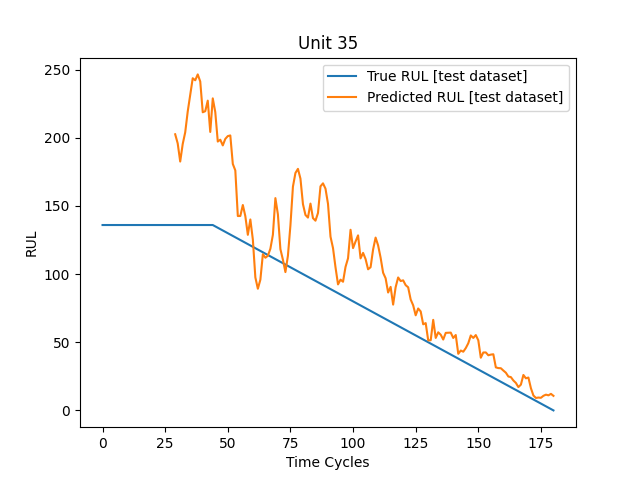 Unit 35
True RUL [test dataset]
Predicted RUL [test dataset]
250
200
150
100
50
0
RUL
0 25 50 75 100 125 150 175
Time Cycles